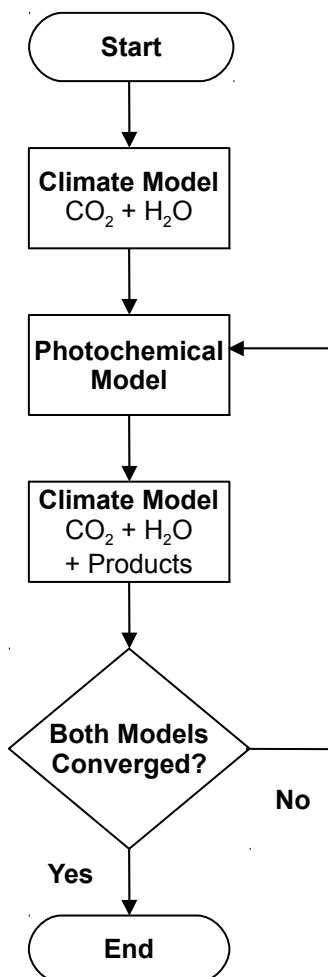 Start
Climate Model
CO₂ + H₂O
Photochemical
Model
Climate Model
CO₂ + H₂O
+ Products
Both Models
Converged?
No
Yes
End